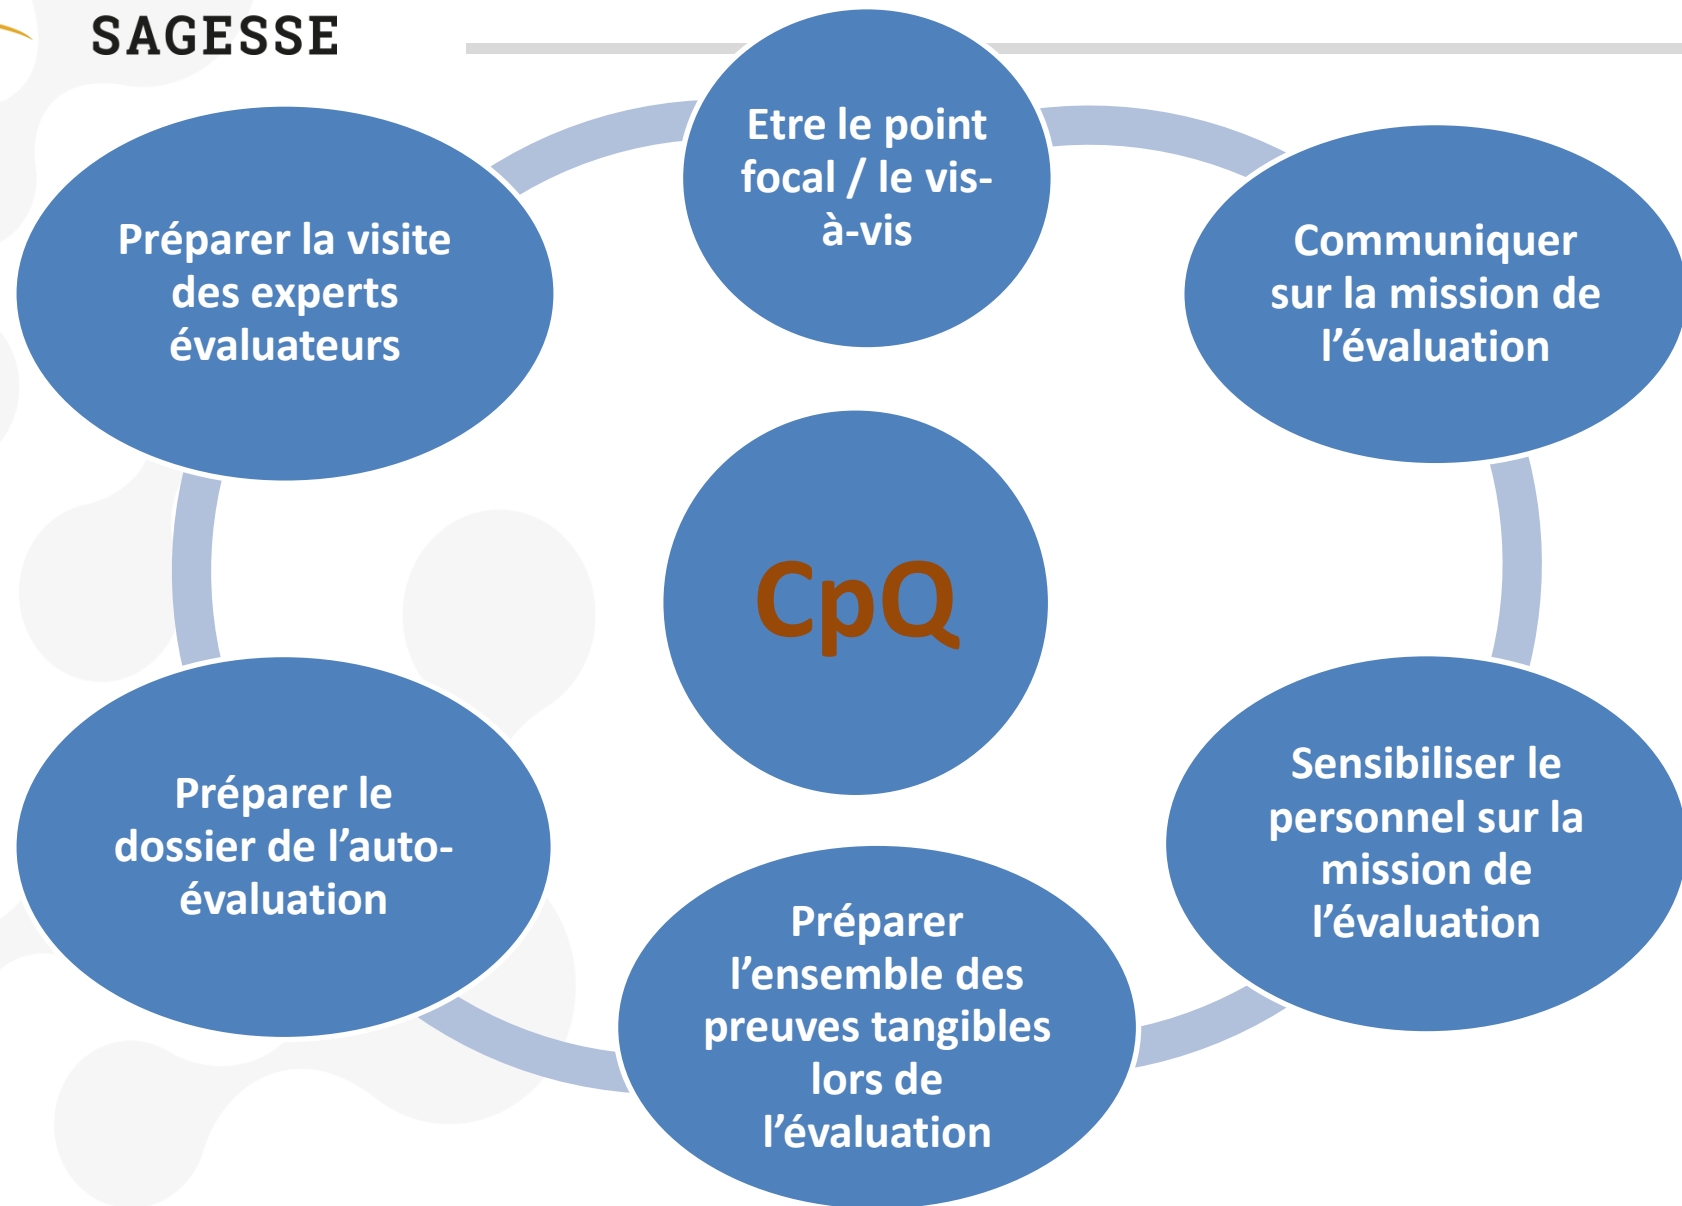 SAGESSE
Etre le point
focal / le vis-
à-vis
Communiquer
sur la mission de
l’évaluation
Sensibiliser le
personnel sur la
mission de
l’évaluation
Préparer
l’ensemble des
preuves tangibles
lors de
l’évaluation
Préparer le
dossier de l’auto-
évaluation
Préparer la visite
des experts
évaluateurs
CpQ